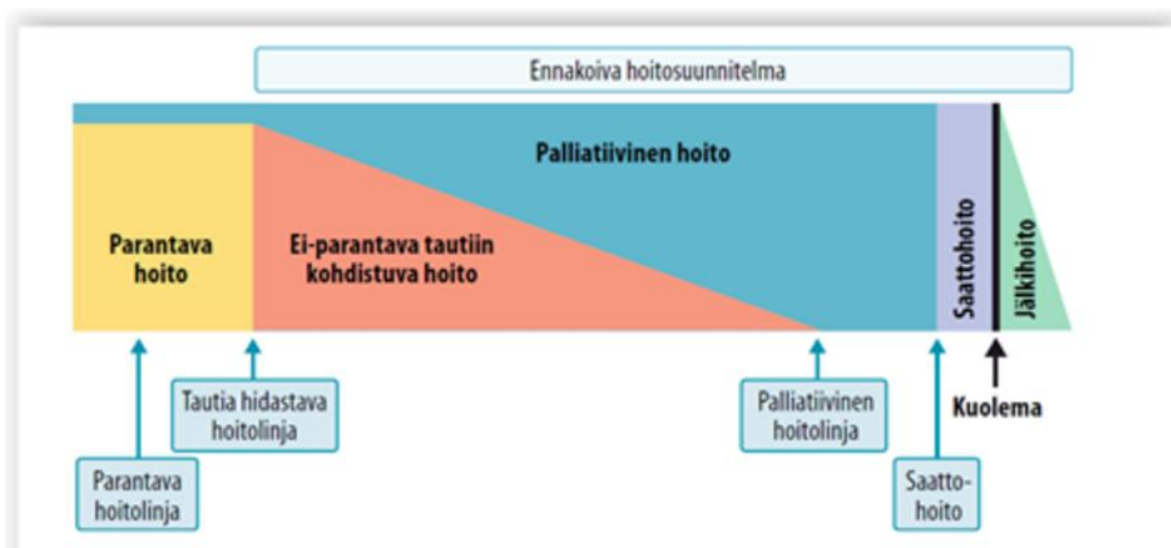 Ennakoiva hoitosuunnitelma
Palliatiivinen hoito
Parantava
hoito
Ei-parantava tautiin
kohdistuva hoito
Saattohoito
Jälkihoito
Tautia hidastava
hoitolinja
Palliatiivinen
hoitolinja
Kuolema
Parantava
hoitolinja
Saatto-
hoito